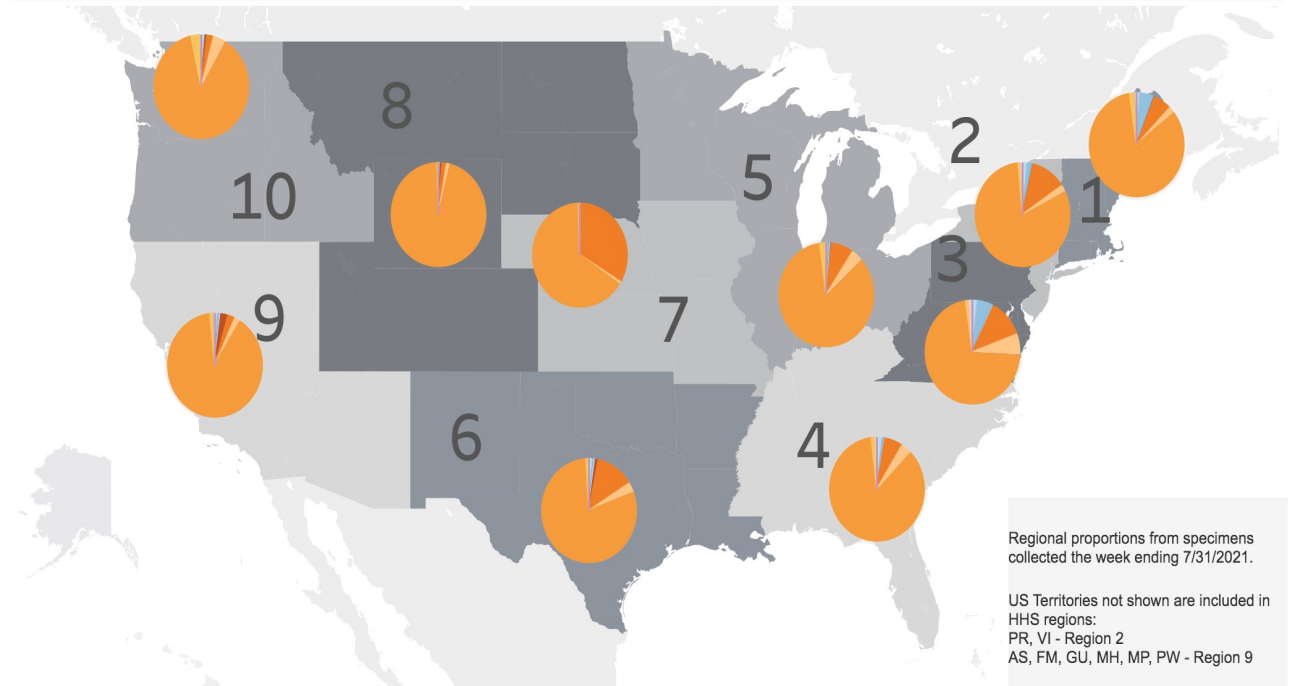 8
2
5
10
1
3
9
7
6
4
Regional proportions from specimens
collected the week ending 7/31/2021.
US Territories not shown are included in
HHS regions:
PR, VI - Region 2
AS, FM, GU, MH, MP, PW - Region 9